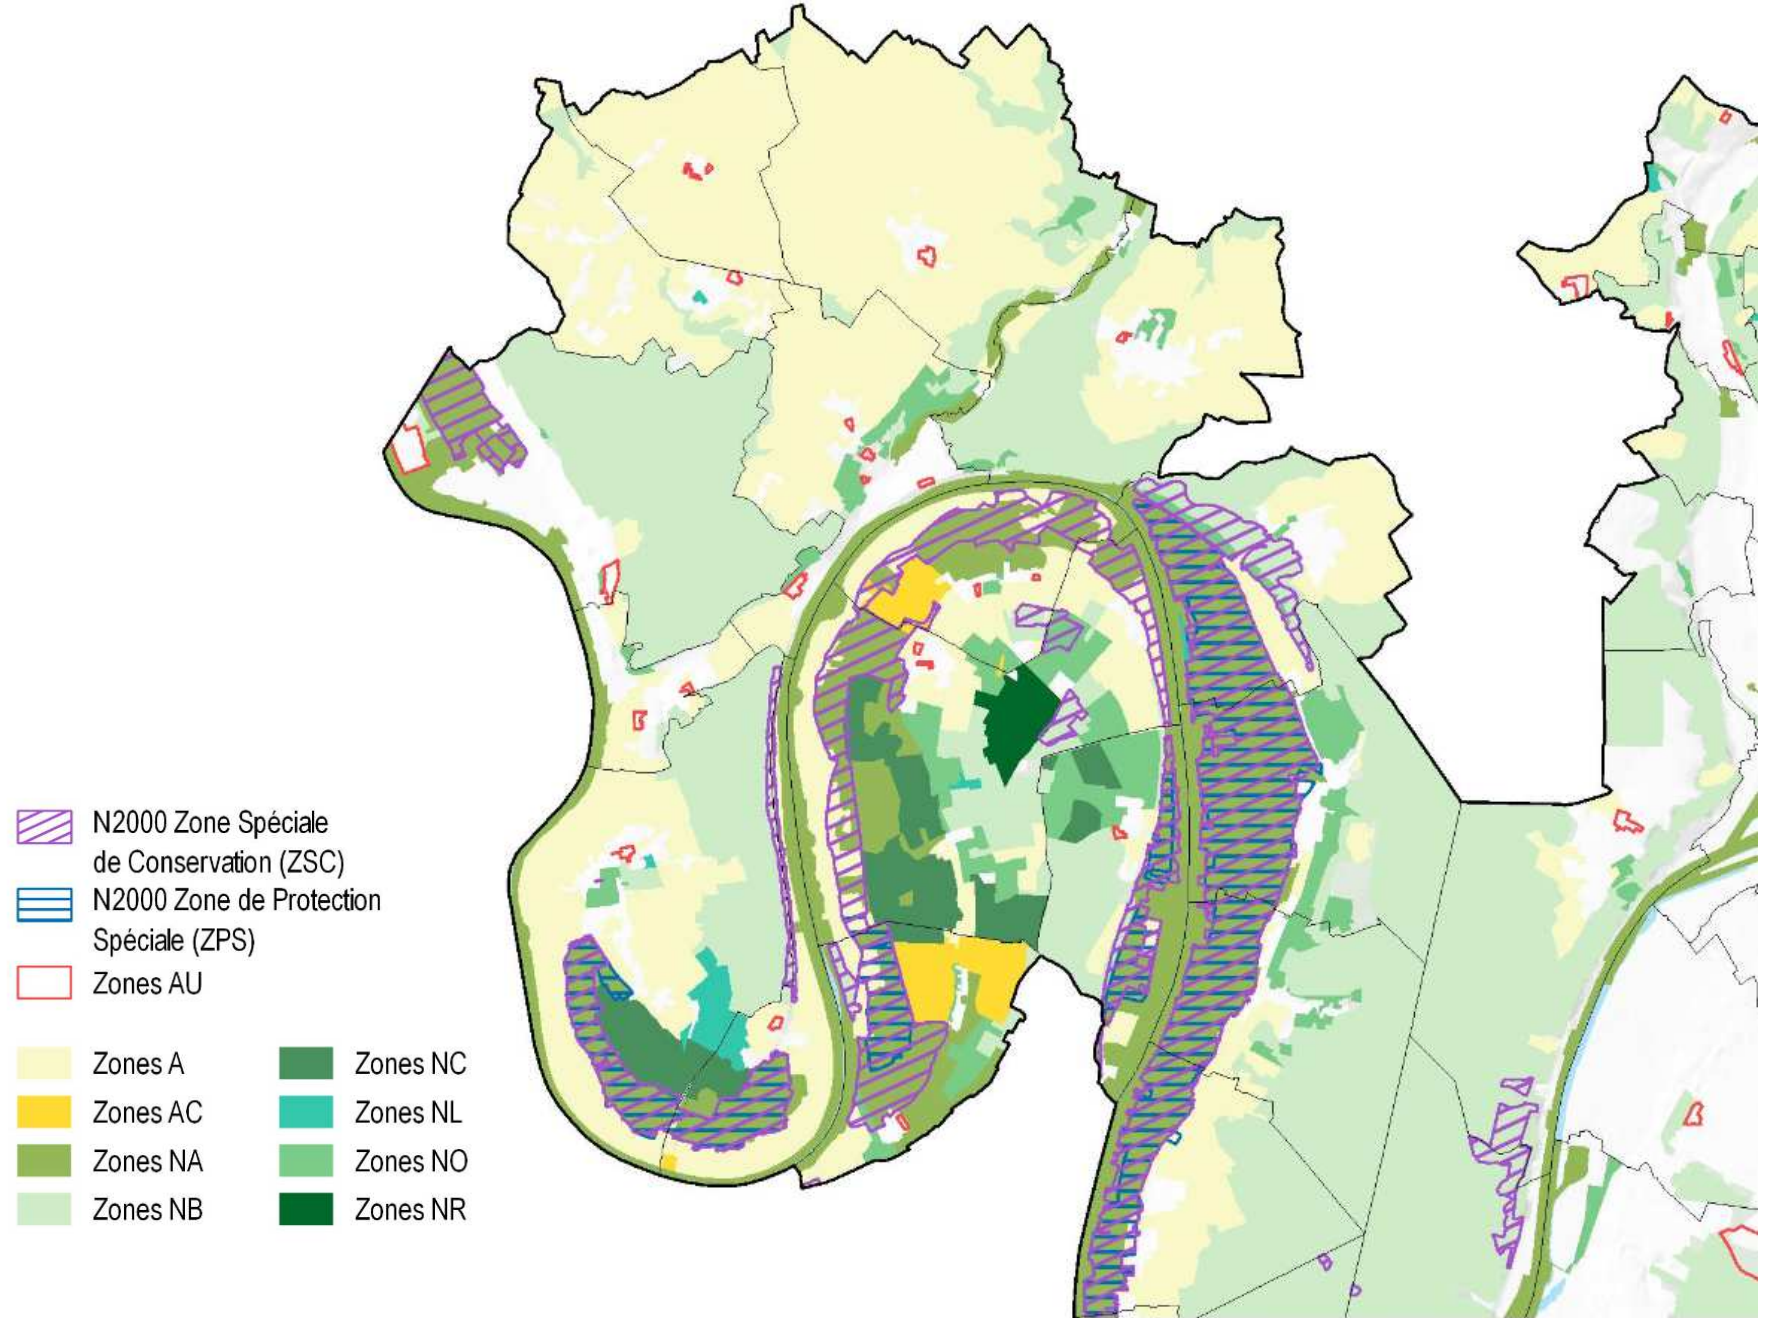 N2000 Zone Spéciale
de Conservation (ZSC)
N2000 Zone de Protection
Spéciale (ZPS)
Zones AU
Zones A
Zones AC
Zones NA
Zones NB
Zones NC
Zones NL
Zones NO
Zones NR